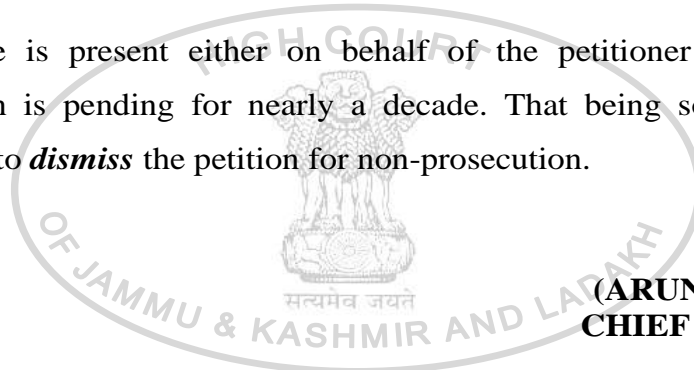 is present either on behalf of the petitioner
is pending for nearly a decade. That being
to dismiss the petition for non-prosecution.
HIGH COURT
OF JAMMU & KASHMIR AND LADAKH
सत्यमेव जयते
(ARUN
CHIEF